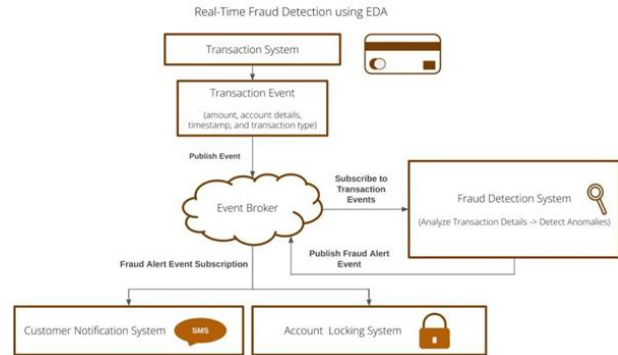 Real-Time Fraud Detection using EDA
Transaction System
Transaction Event
(amount, account details,
timestamp, and transaction type)
Publish Event
Event Broker
Subscribe to
Transaction
Events
Fraud Detection System
(Analyze Transaction Details -> Detect Anomalies)
Publish Fraud Alert
Event
Fraud Alert Event Subscription
Customer Notification System
SMS
Account Locking System